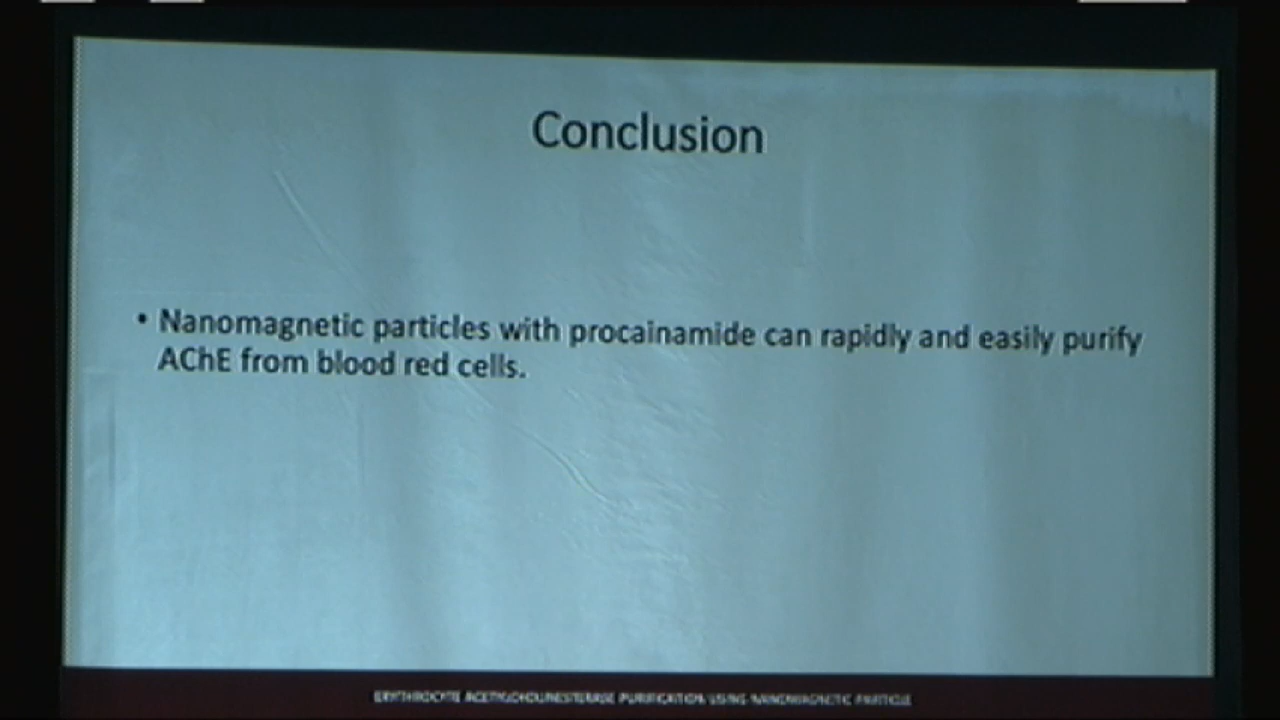 Conclusion
• Nanomagnetic particles with procainamide can rapidly and easily purify
AChE from blood red cells.
ERYTHROCYTE ACETYLCHOLINESTERASE PURIFICATION USING NANOMAGNETIC PARTICLE